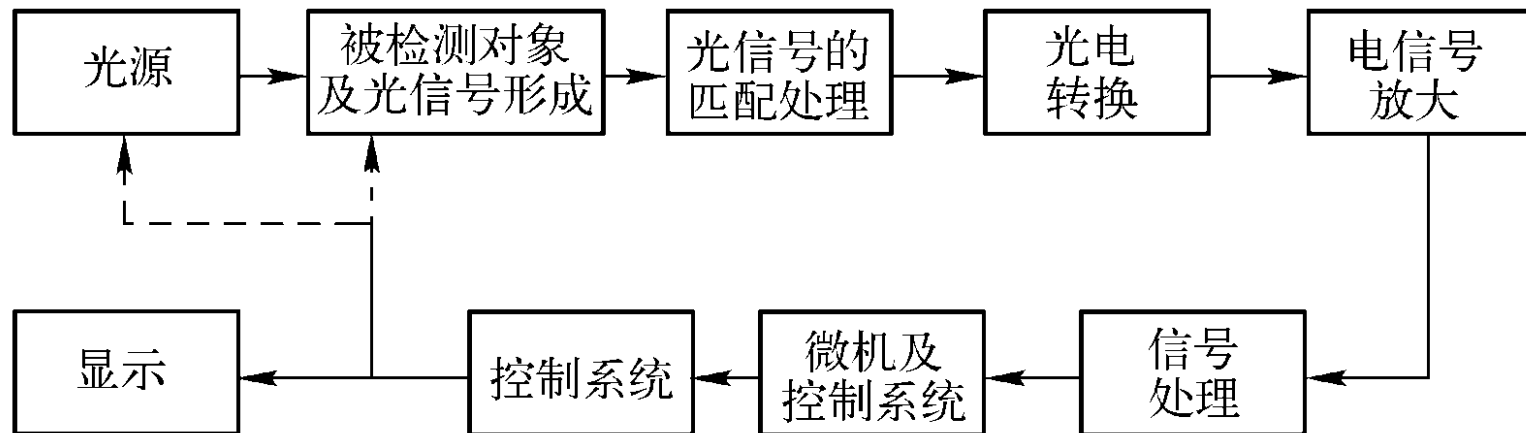 光源
被检测对象
及光信号形成
光信号的
匹配处理
光电
转换
电信号
放大
显示
控制系统
微机及
控制系统
信号
处理